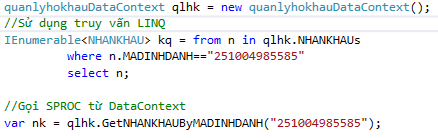 quanlyhokhauDataContext qlhk = new quanlyhokhauDataContext();
//Sử dụng truy vấn LINQ
IEnumerable<NHANKHAU> kq = from n in qlhk.NHANKHAUs
where n.MADINHDANH=="251004985585"
select n;
//Gọi SPROC từ DataContext
var nk = qlhk.GetNHANKHAUByMADINHDANH("251004985585");